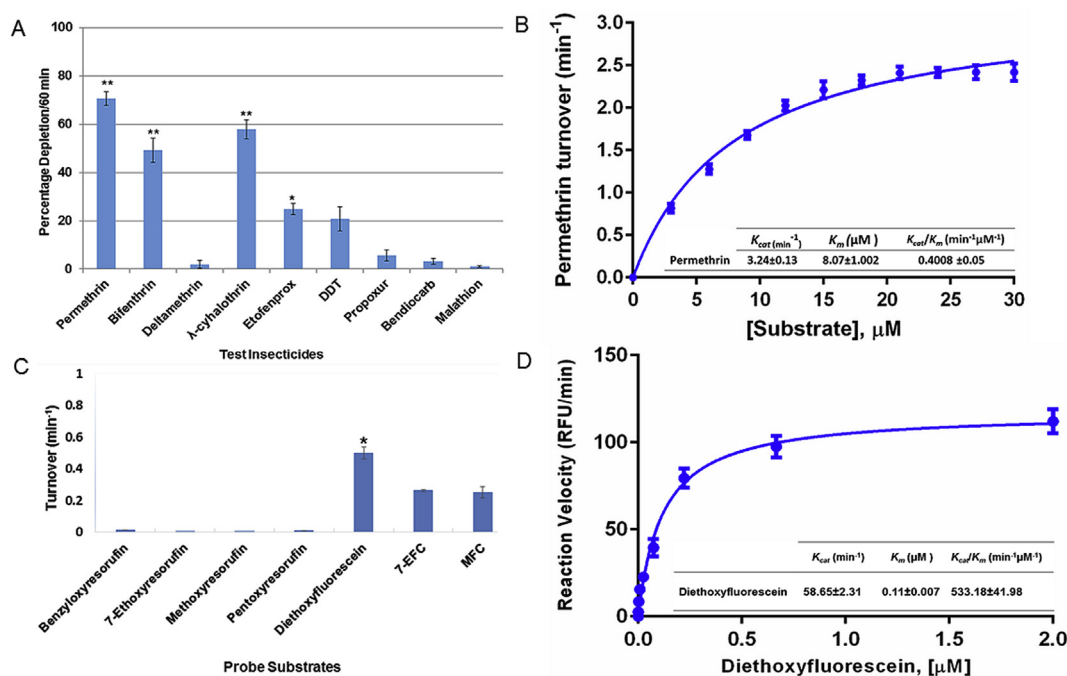 A
100
80
60
40
20
0
Percentage Depletion/60 min
**
**
**
*
Permethrin
Bifenthrin
Deltamethrin
λ-cyhalothrin
Etofenprox
DDT
Propoxur
Bendiocarb
Malathion
Test Insecticides
B
3.0
2.5
2.0
1.5
1.0
0.5
0.0
Permethrin turnover (min⁻¹)
Kcat (min⁻¹) Km (µM ) Kcat/Km (min⁻¹µM⁻¹)
Permethrin 3.24±0.13 8.07±1.002 0.4008 ±0.05
0 5 10 15 20 25 30
[Substrate], µM
C
1
0.8
0.6
0.4
0.2
0
Turnover (min⁻¹)
*
Benzyloxyresorufin
7-Ethoxyresorufin
Methoxyresorufin
Pentoxyresorufin
Diethoxyfluorescein
7-EFC
MFC
Probe Substrates
D
150
100
50
0
Reaction Velocity (RFU/min)
Kcat (min⁻¹) Km (µM ) Kcat/Km (min⁻¹µM⁻¹)
Diethoxyfluorescein 58.65±2.31 0.11±0.007 533.18±41.98
0.0 0.5 1.0 1.5 2.0
Diethoxyfluorescein, [µM]